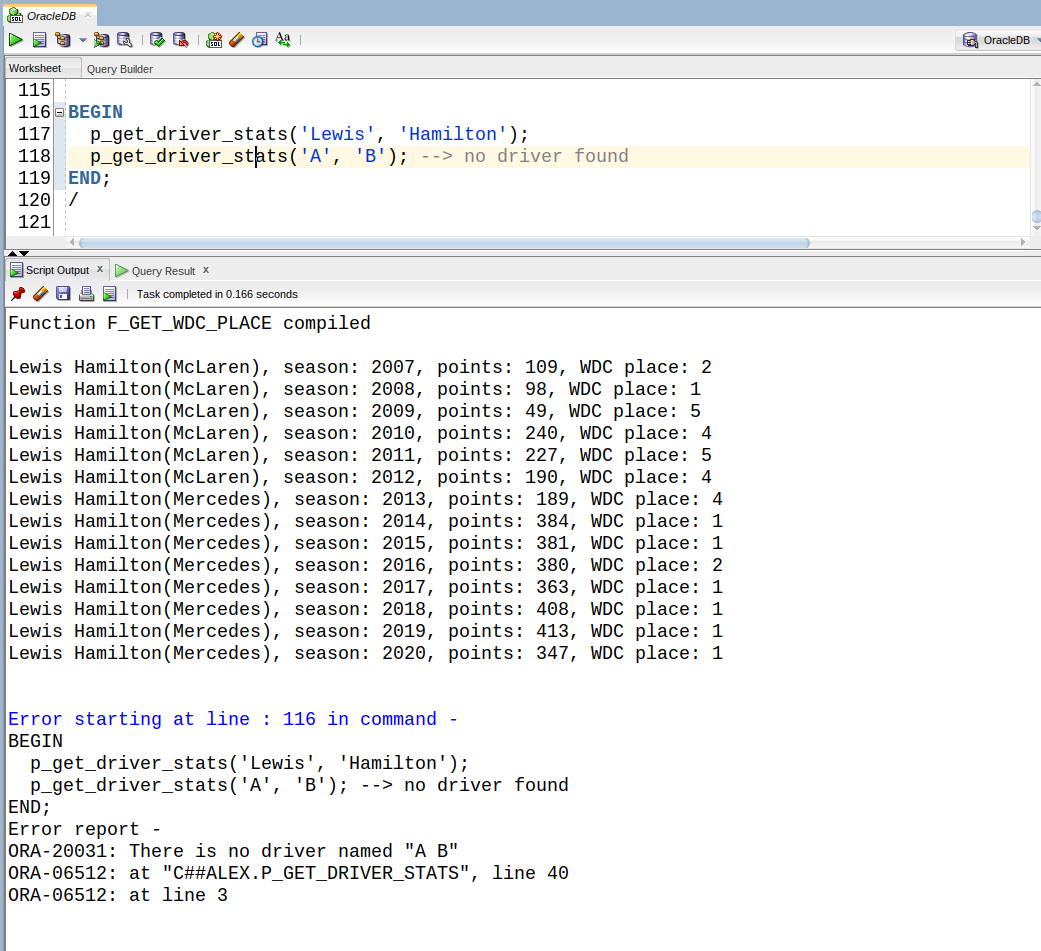 OracleDB
SQL
Aa
OracleDB
Worksheet
Query Builder
115
116 BEGIN
117   p_get_driver_stats('Lewis', 'Hamilton');
118   p_get_driver_stats('A', 'B'); --> no driver found
119 END;
120 /
121
Script Output x
Query Result x
Task completed in 0.166 seconds
Function F_GET_WDC_PLACE compiled
Lewis Hamilton(McLaren), season: 2007, points: 109, WDC place: 2
Lewis Hamilton(McLaren), season: 2008, points: 98, WDC place: 1
Lewis Hamilton(McLaren), season: 2009, points: 49, WDC place: 5
Lewis Hamilton(McLaren), season: 2010, points: 240, WDC place: 4
Lewis Hamilton(McLaren), season: 2011, points: 227, WDC place: 5
Lewis Hamilton(McLaren), season: 2012, points: 190, WDC place: 4
Lewis Hamilton(Mercedes), season: 2013, points: 189, WDC place: 4
Lewis Hamilton(Mercedes), season: 2014, points: 384, WDC place: 1
Lewis Hamilton(Mercedes), season: 2015, points: 381, WDC place: 1
Lewis Hamilton(Mercedes), season: 2016, points: 380, WDC place: 2
Lewis Hamilton(Mercedes), season: 2017, points: 363, WDC place: 1
Lewis Hamilton(Mercedes), season: 2018, points: 408, WDC place: 1
Lewis Hamilton(Mercedes), season: 2019, points: 413, WDC place: 1
Lewis Hamilton(Mercedes), season: 2020, points: 347, WDC place: 1
Error starting at line : 116 in command -
BEGIN
  p_get_driver_stats('Lewis', 'Hamilton');
  p_get_driver_stats('A', 'B'); --> no driver found
END;
Error report -
ORA-20031: There is no driver named "A B"
ORA-06512: at "C##ALEX.P_GET_DRIVER_STATS", line 40
ORA-06512: at line 3